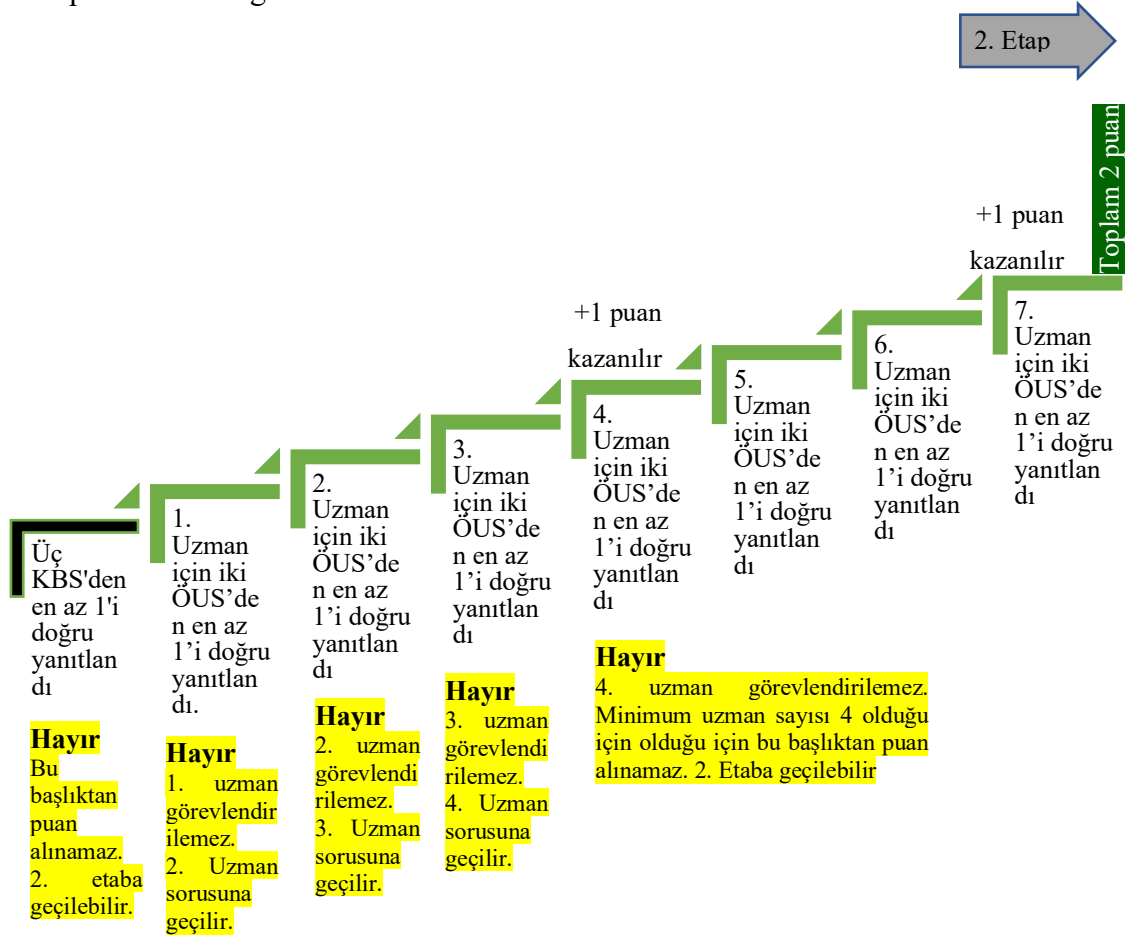 2. Etap
Toplam 2 puan
+1 puan
kazanılır
+1 puan
kazanılır
Üç
KBS'den
en az 1'i
doğru
yanıtlan
dı
Hayır
Bu
başlıktan
puan
alınamaz.
2. etaba
geçilebilir.
1.
Uzman
için iki
ÖUS’de
n en az
1’i doğru
yanıtlan
dı.
Hayır
1. uzman
görevlendir
ilemez.
2. Uzman
sorusuna
geçilir.
2.
Uzman
için iki
ÖUS’de
n en az
1’i doğru
yanıtlan
dı
Hayır
2. uzman
görevlendi
rilemez.
3. Uzman
sorusuna
geçilir.
3.
Uzman
için iki
ÖUS’de
n en az
1’i doğru
yanıtlan
dı
Hayır
3. uzman
görevlendi
rilemez.
4. Uzman
sorusuna
geçilir.
4.
Uzman
için iki
ÖUS’de
n en az
1’i doğru
yanıtlan
dı
Hayır
4. uzman görevlendirilemez.
Minimum uzman sayısı 4 olduğu
için olduğu için bu başlıktan puan
alınamaz. 2. Etaba geçilebilir
5.
Uzman
için iki
ÖUS’de
n en az
1’i doğru
yanıtlan
dı
6.
Uzman
için iki
ÖUS’de
n en az
1’i doğru
yanıtlan
dı
7.
Uzman
için iki
ÖUS’de
n en az
1’i doğru
yanıtlan
dı